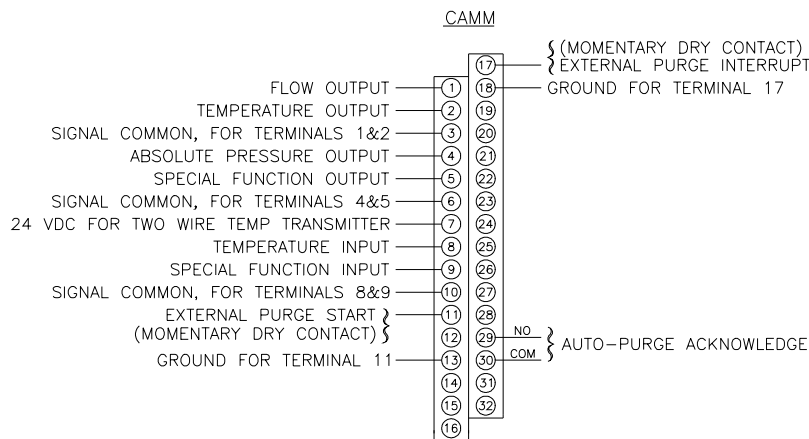 CAMM
(MOMENTARY DRY CONTACT)
EXTERNAL PURGE INTERRUPT
17
FLOW OUTPUT 1
18 GROUND FOR TERMINAL 17
TEMPERATURE OUTPUT 2
19
SIGNAL COMMON, FOR TERMINALS 1&2 3
20
ABSOLUTE PRESSURE OUTPUT 4
21
SPECIAL FUNCTION OUTPUT 5
22
SIGNAL COMMON, FOR TERMINALS 4&5 6
23
24 VDC FOR TWO WIRE TEMP TRANSMITTER 7
24
TEMPERATURE INPUT 8
25
SPECIAL FUNCTION INPUT 9
26
SIGNAL COMMON, FOR TERMINALS 8&9 10
27
EXTERNAL PURGE START 11
28
(MOMENTARY DRY CONTACT) 12
29 NO
AUTO-PURGE ACKNOWLEDGE
GROUND FOR TERMINAL 11 13
30 COM
14
31
15
32
16